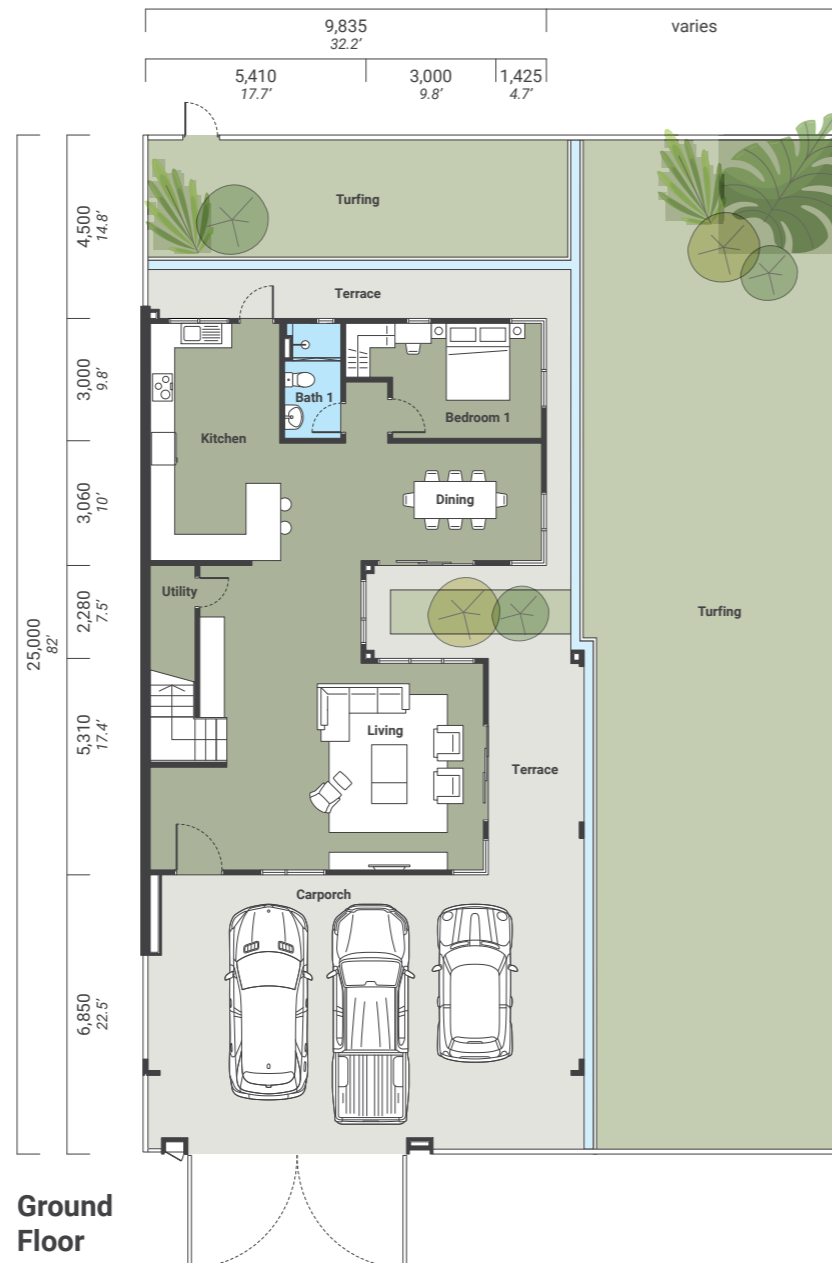 9,835
32.2'
varies
5,410
17.7'
3,000
9.8'
1,425
4.7'
25,000
82'
4,500
14.8'
3,000
9.8'
3,060
10'
2,280
7.5'
5,310
17.4'
6,850
22.5'
Turfing
Terrace
Bath 1
Bedroom 1
Kitchen
Dining
Utility
Turfing
Living
Terrace
Carporch
Ground
Floor